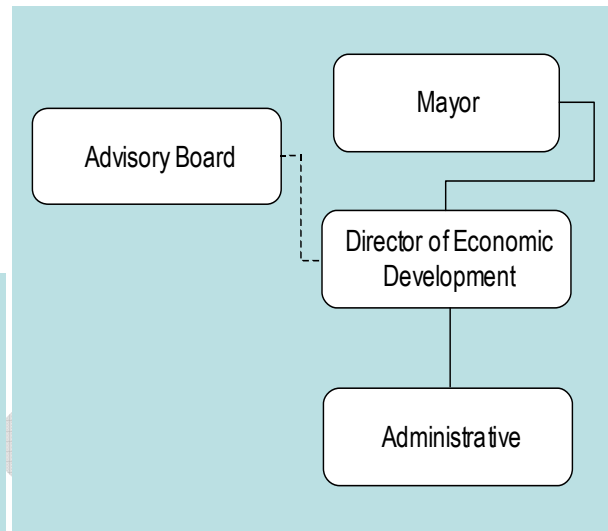 Mayor
Advisory Board
Director of Economic
Development
Administrative